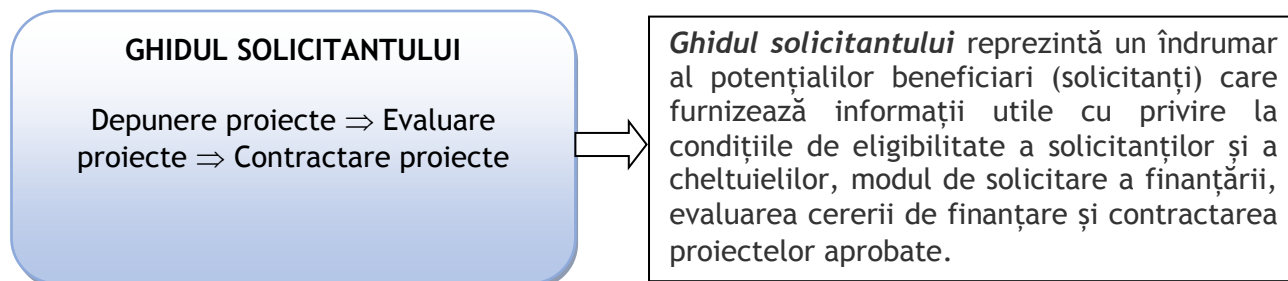 GHIDUL SOLICITANTULUI
Depunere proiecte ⇒ Evaluare
proiecte ⇒ Contractare proiecte
Ghidul solicitantului reprezintă un îndrumar
al potențialilor beneficiari (solicitanți) care
furnizează informații utile cu privire la
condițiile de eligibilitate a solicitanților și a
cheltuielilor, modul de solicitare a finanțării,
evaluarea cererii de finanțare și contractarea
proiectelor aprobate.